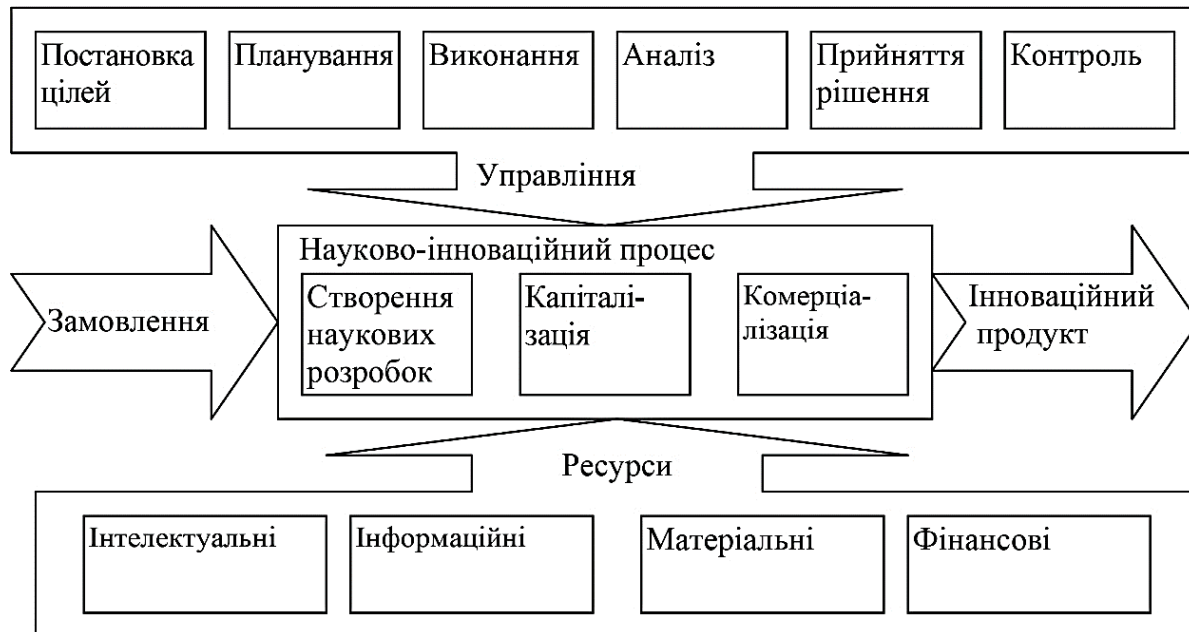 Постановка
цілей
Планування
Виконання
Аналіз
Прийняття
рішення
Контроль
Управління
Замовлення
Науково-інноваційний процес
Створення
наукових
розробок
Капіталі-
зація
Комерціа-
лізація
Інноваційний
продукт
Ресурси
Інтелектуальні
Інформаційні
Матеріальні
Фінансові